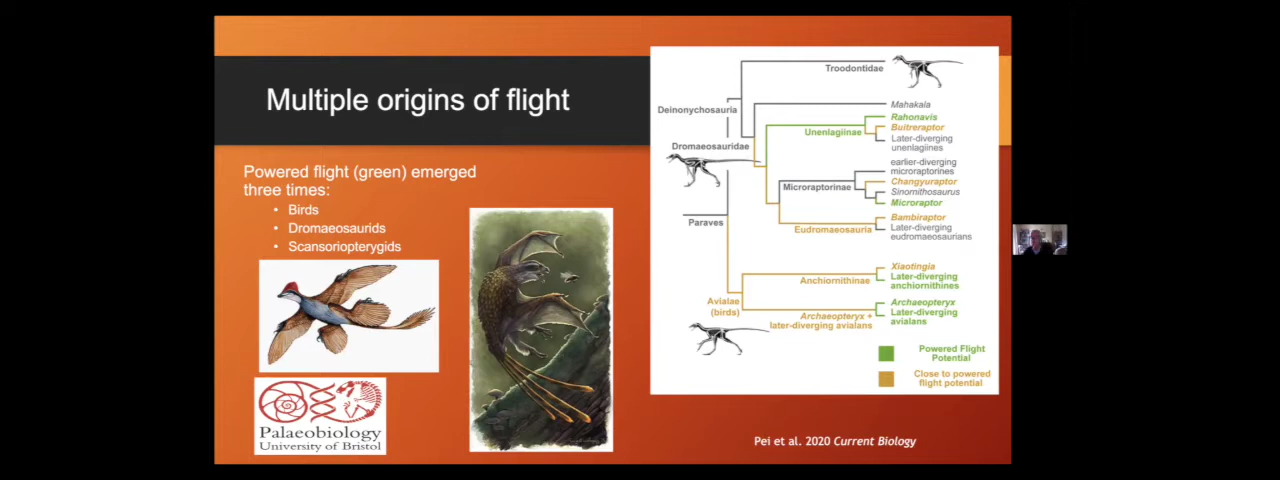 Multiple origins of flight
Powered flight (green) emerged
three times:
• Birds
• Dromaeosaurids
• Scansoriopterygids
Palaeobiology
University of Bristol
Troodontidae
Deinonychosauria
Mahakala
Rahonavis
Unenlagiinae
Buitreraptor
Later-diverging
unenlagiines
Dromaeosauridae
earlier-diverging
microraptorines
Changyuraptor
Microraptorinae
Sinornithosaurus
Microraptor
Bambiraptor
Paraves
Eudromaeosauria
Later-diverging
eudromaeosaurians
Xiaotingia
Anchiornithinae
Later-diverging
anchiornithines
Avialae
(birds)
Archaeopteryx
Later-diverging
avialans
Archaeopteryx +
later-diverging avialans
Powered Flight
Potential
Close to powered
flight potential
Pei et al. 2020 Current Biology